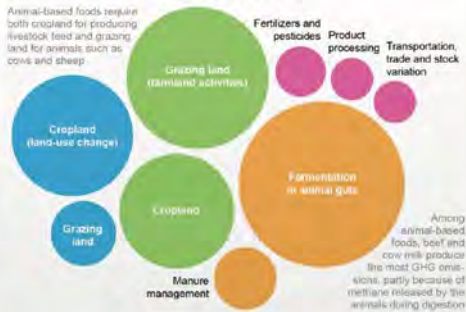 Animal-based foods require
both cropland for producing
livestock feed and grazing
land for animals such as
cows and sheep
Fertilizers and
pesticides
Product
processing
Transportation,
trade and stock
variation
Grazing land
(farmland activities)
Cropland
(land-use change)
Fermentation
in animal guts
Cropland
Grazing
land
Manure
management
Among
animal-based
foods, beef and
cow milk produce
the most GHG emis-
sions, partly because of
methane released by the
animals during digestion